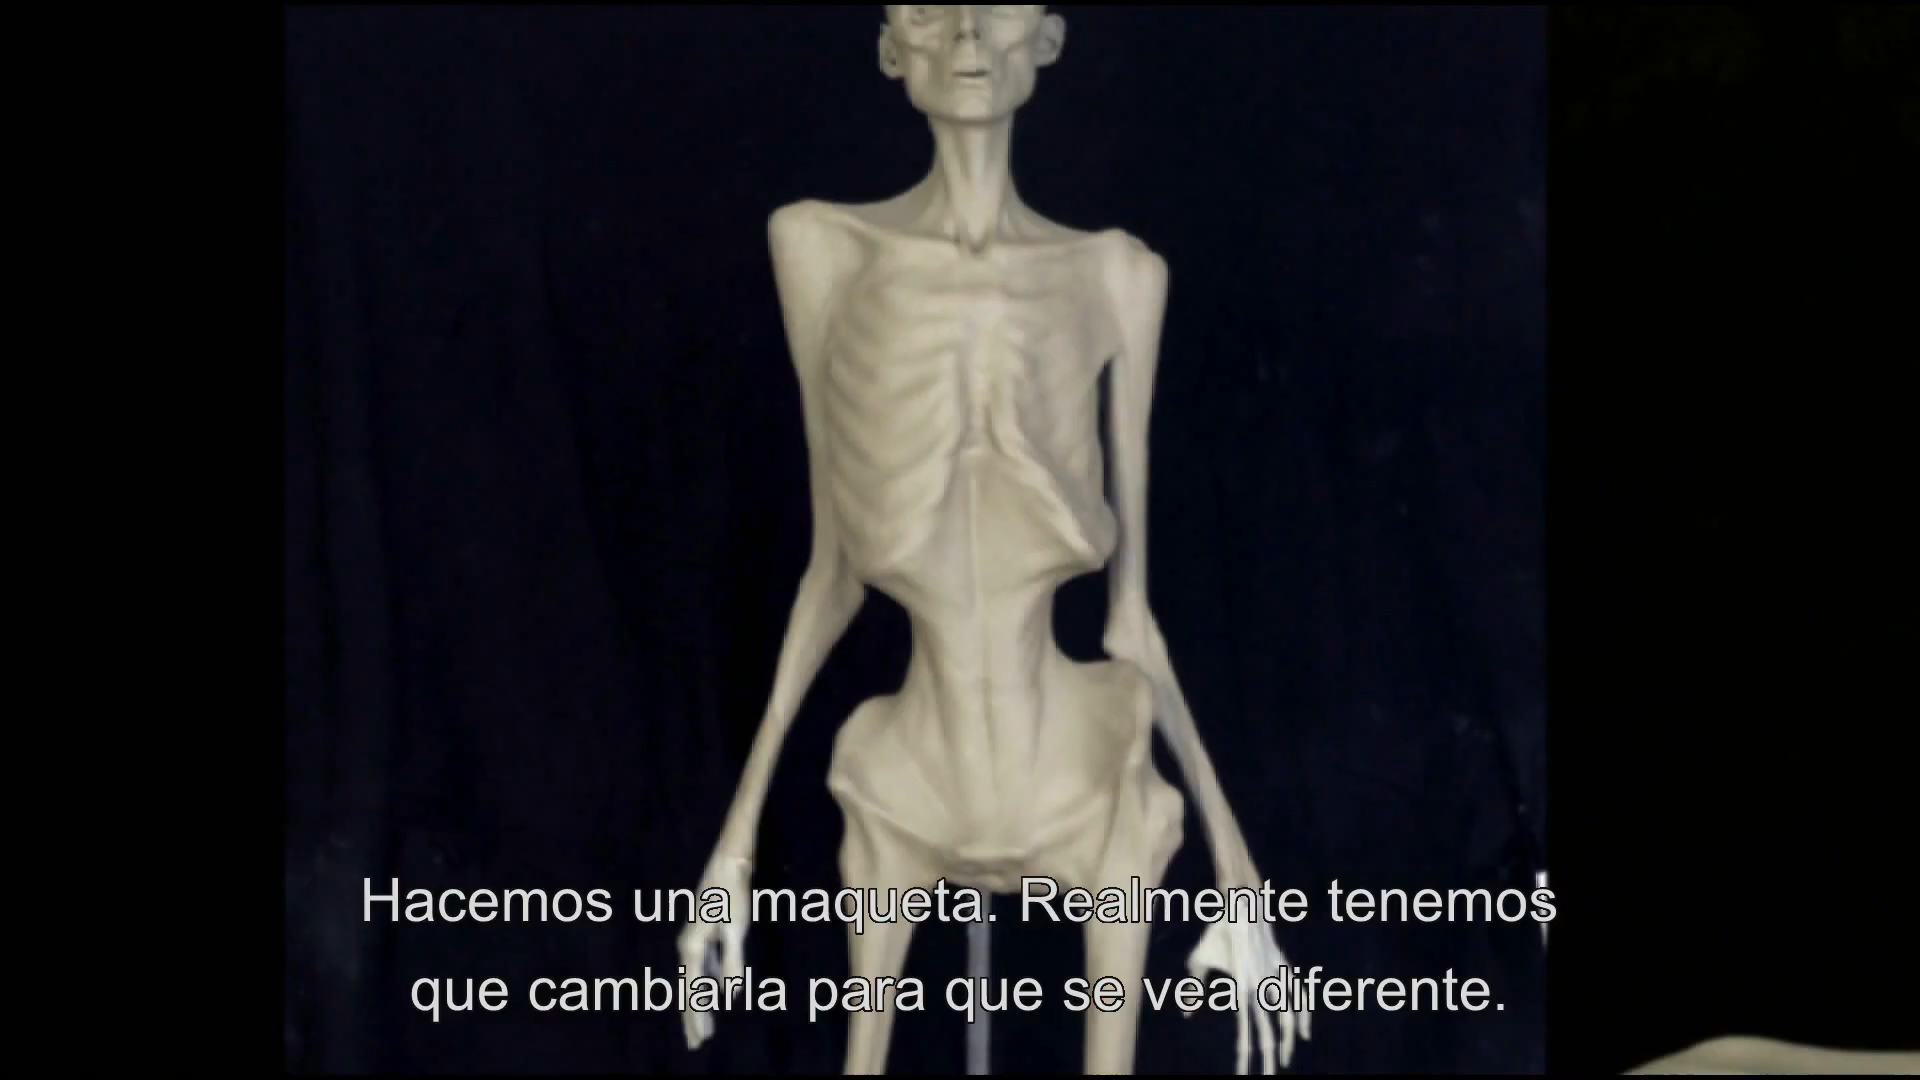 Hacemos una maqueta. Realmente tenemos
que cambiarla para que se vea diferente.